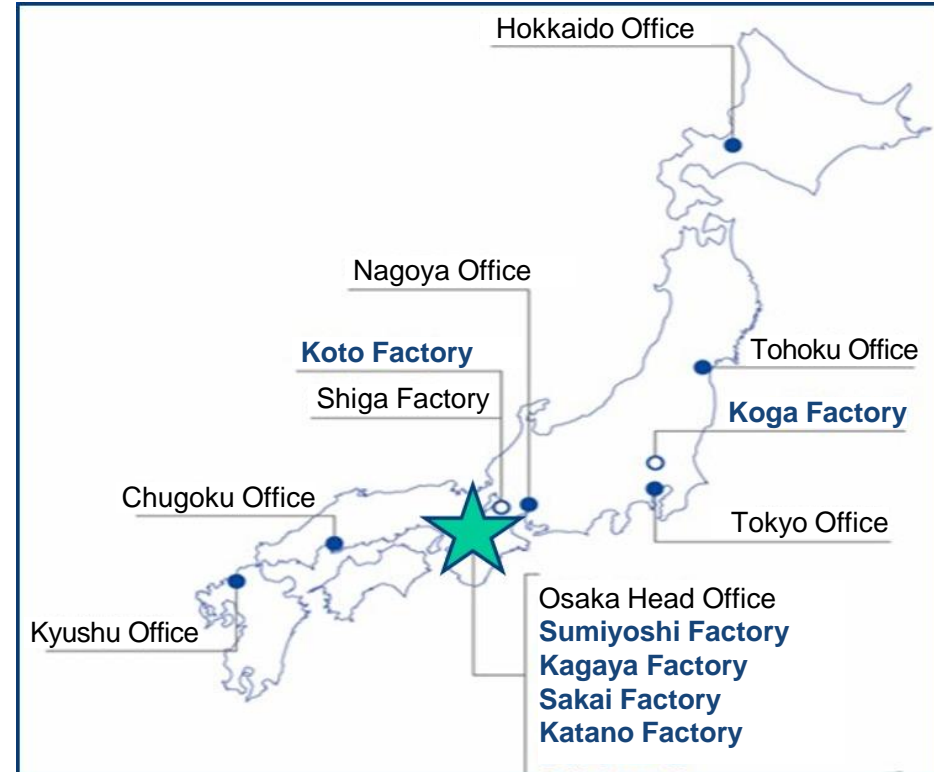 Hokkaido Office
Nagoya Office
Koto Factory
Tohoku Office
Shiga Factory
Koga Factory
Chugoku Office
Tokyo Office
Osaka Head Office
Kyushu Office
Sumiyoshi Factory
Kagaya Factory
Sakai Factory
Katano Factory